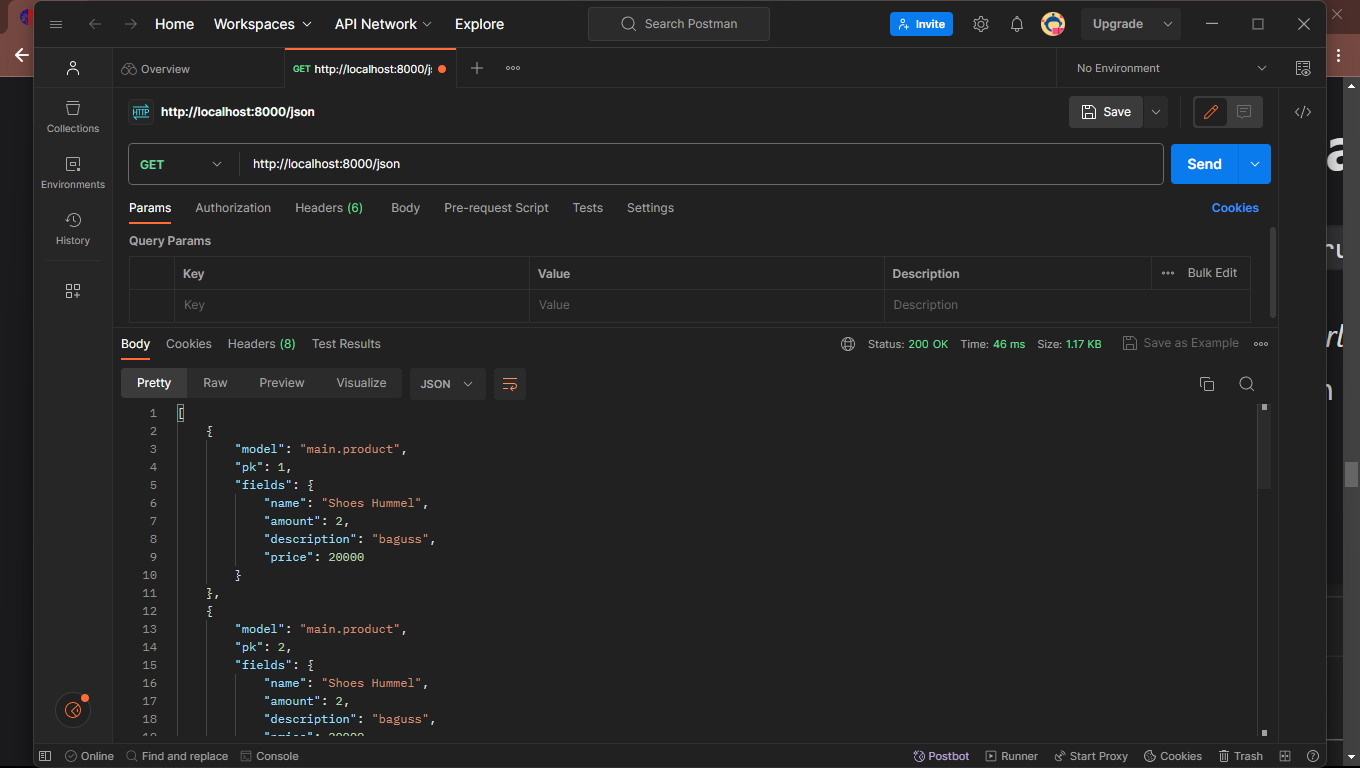 Home Workspaces API Network Explore Search Postman Invite Upgrade
Overview GET http://localhost:8000/j No Environment
HTTP http://localhost:8000/json Save
Collections
GET http://localhost:8000/json Send
Environments
Params Authorization Headers (6) Body Pre-request Script Tests Settings Cookies
History
Query Params
Key Value Description Bulk Edit
Key Value Description
Body Cookies Headers (8) Test Results Status: 200 OK Time: 46 ms Size: 1.17 KB Save as Example
Pretty Raw Preview Visualize JSON
1 [
2 {
3 "model": "main.product",
4 "pk": 1,
5 "fields": {
6 "name": "Shoes Hummel",
7 "amount": 2,
8 "description": "baguss",
9 "price": 20000
10 }
11 },
12 {
13 "model": "main.product",
14 "pk": 2,
15 "fields": {
16 "name": "Shoes Hummel",
17 "amount": 2,
18 "description": "baguss",
Online Find and replace Console Postbot Runner Start Proxy Cookies Trash